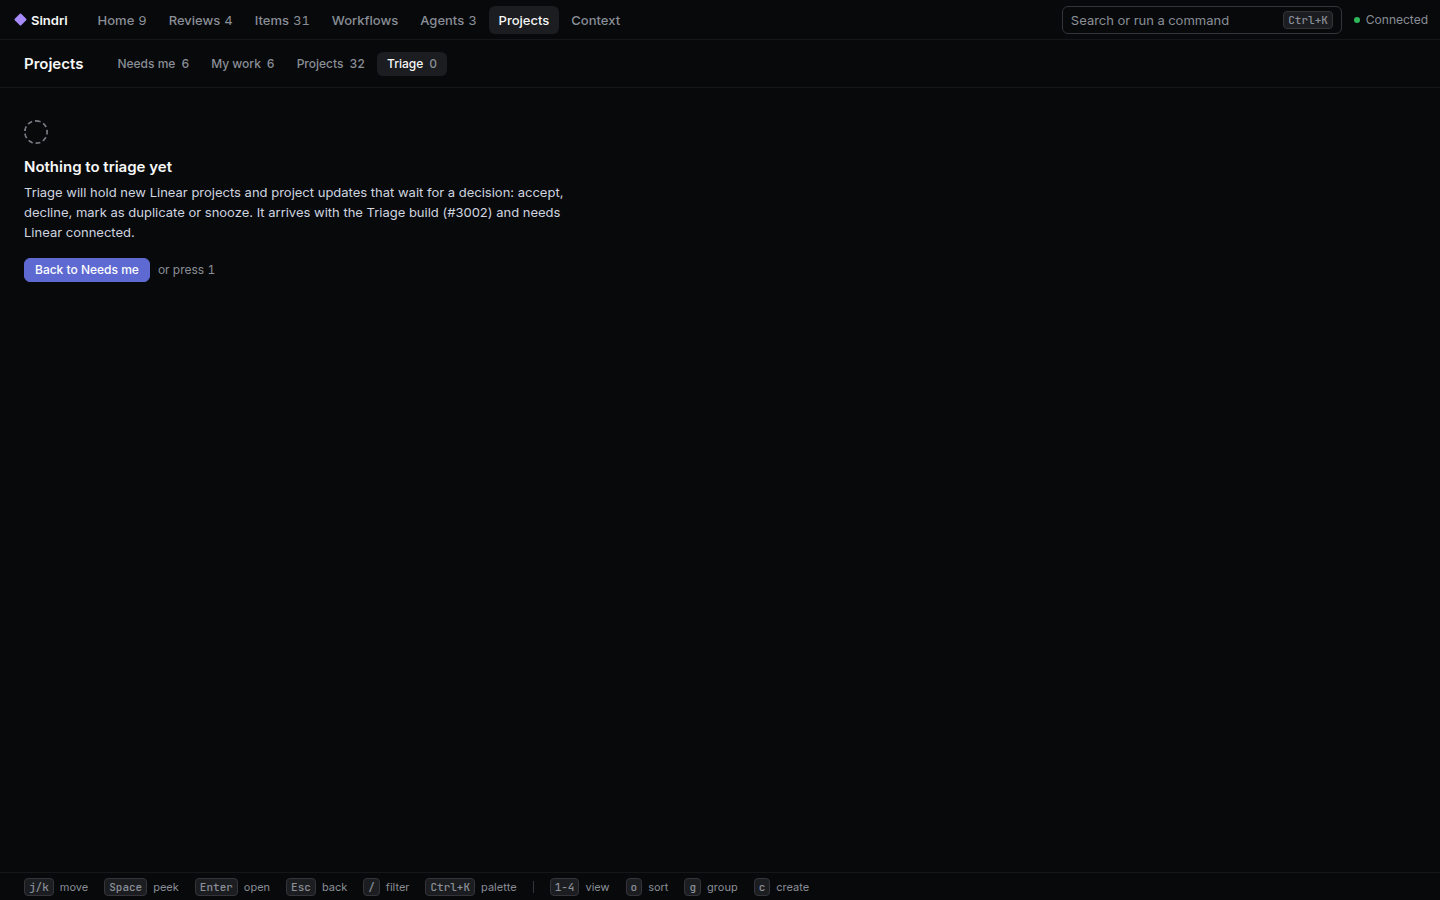 Sindri Home 9 Reviews 4 Items 31 Workflows Agents 3 Projects Context Search or run a command Ctrl+K Connected
Projects Needs me 6 My work 6 Projects 32 Triage 0
Nothing to triage yet
Triage will hold new Linear projects and project updates that wait for a decision: accept,
decline, mark as duplicate or snooze. It arrives with the Triage build (#3002) and needs
Linear connected.
Back to Needs me or press 1
j/k move Space peek Enter open Esc back / filter Ctrl+K palette 1-4 view o sort g group c create